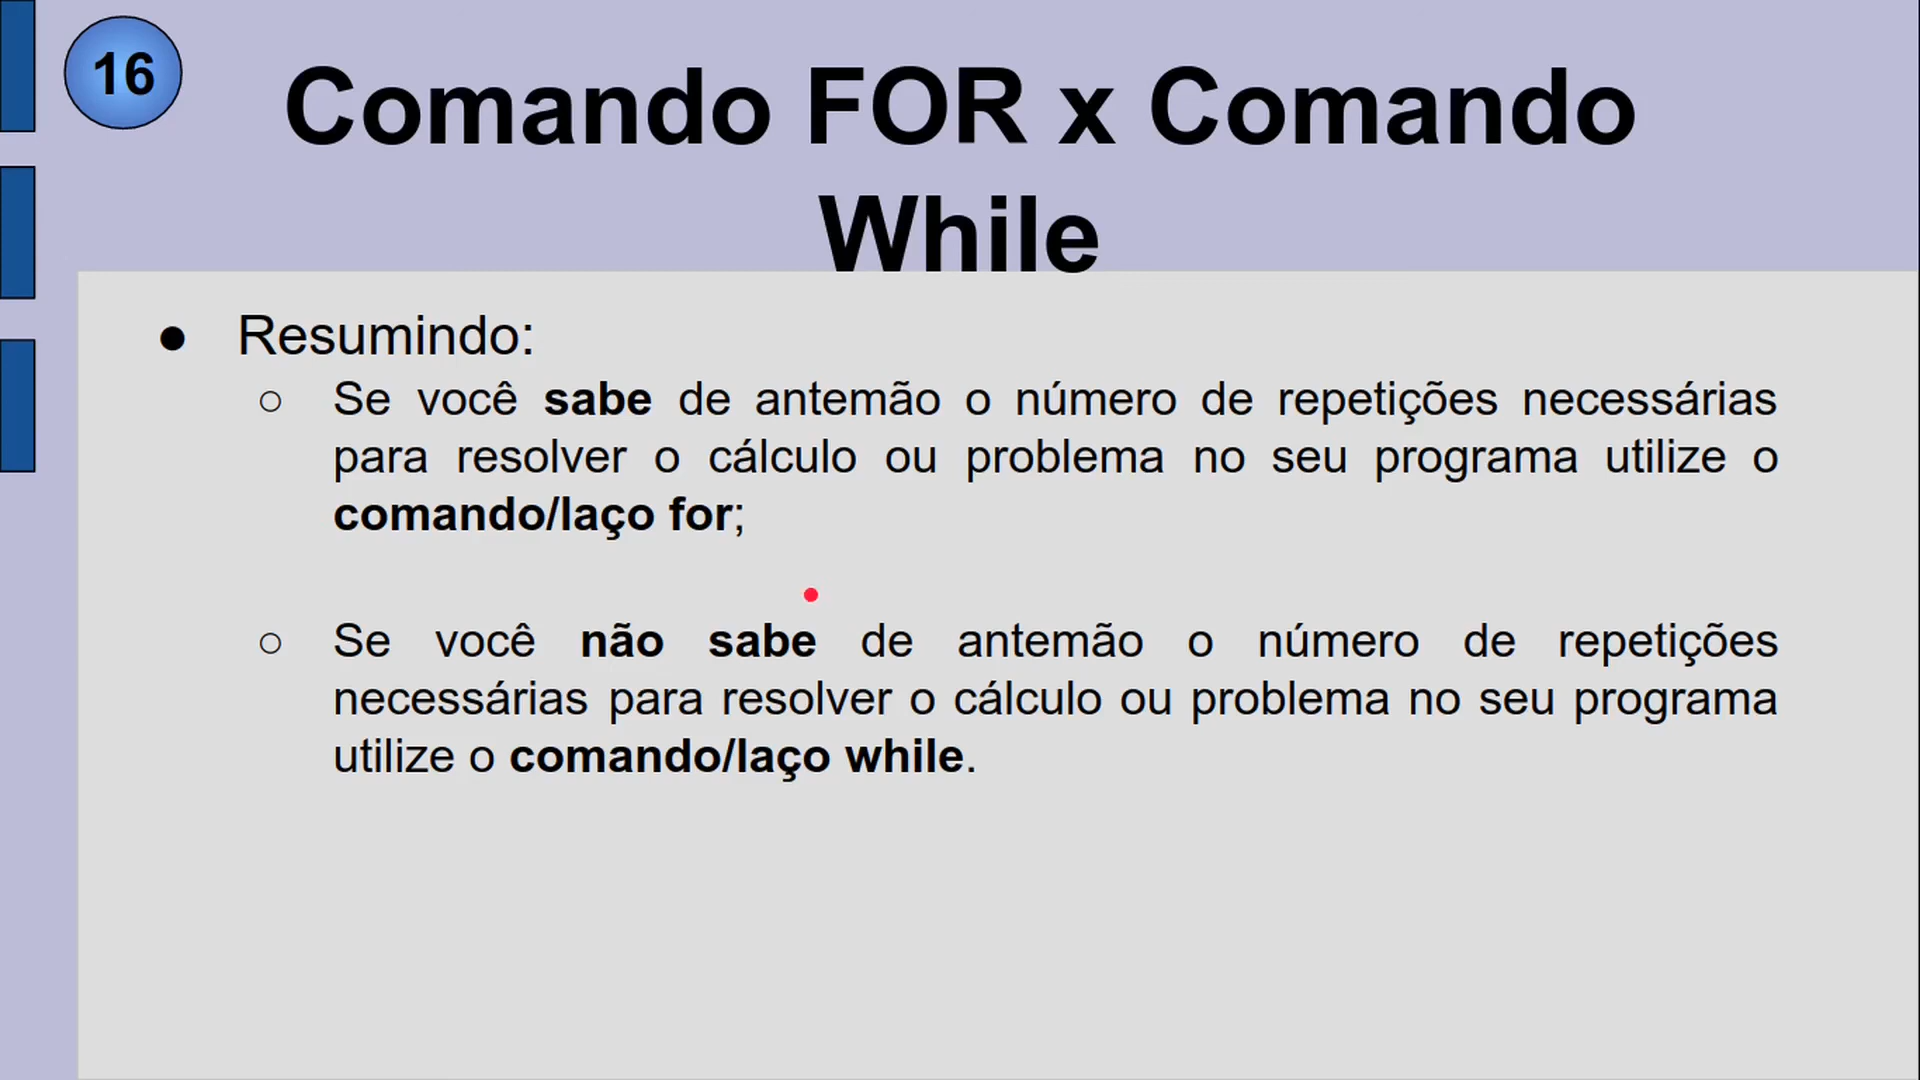 16
Comando FOR x Comando
While
● Resumindo:
○ Se você sabe de antemão o número de repetições necessárias
para resolver o cálculo ou problema no seu programa utilize o
comando/laço for;
○ Se você não sabe de antemão o número de repetições
necessárias para resolver o cálculo ou problema no seu programa
utilize o comando/laço while.